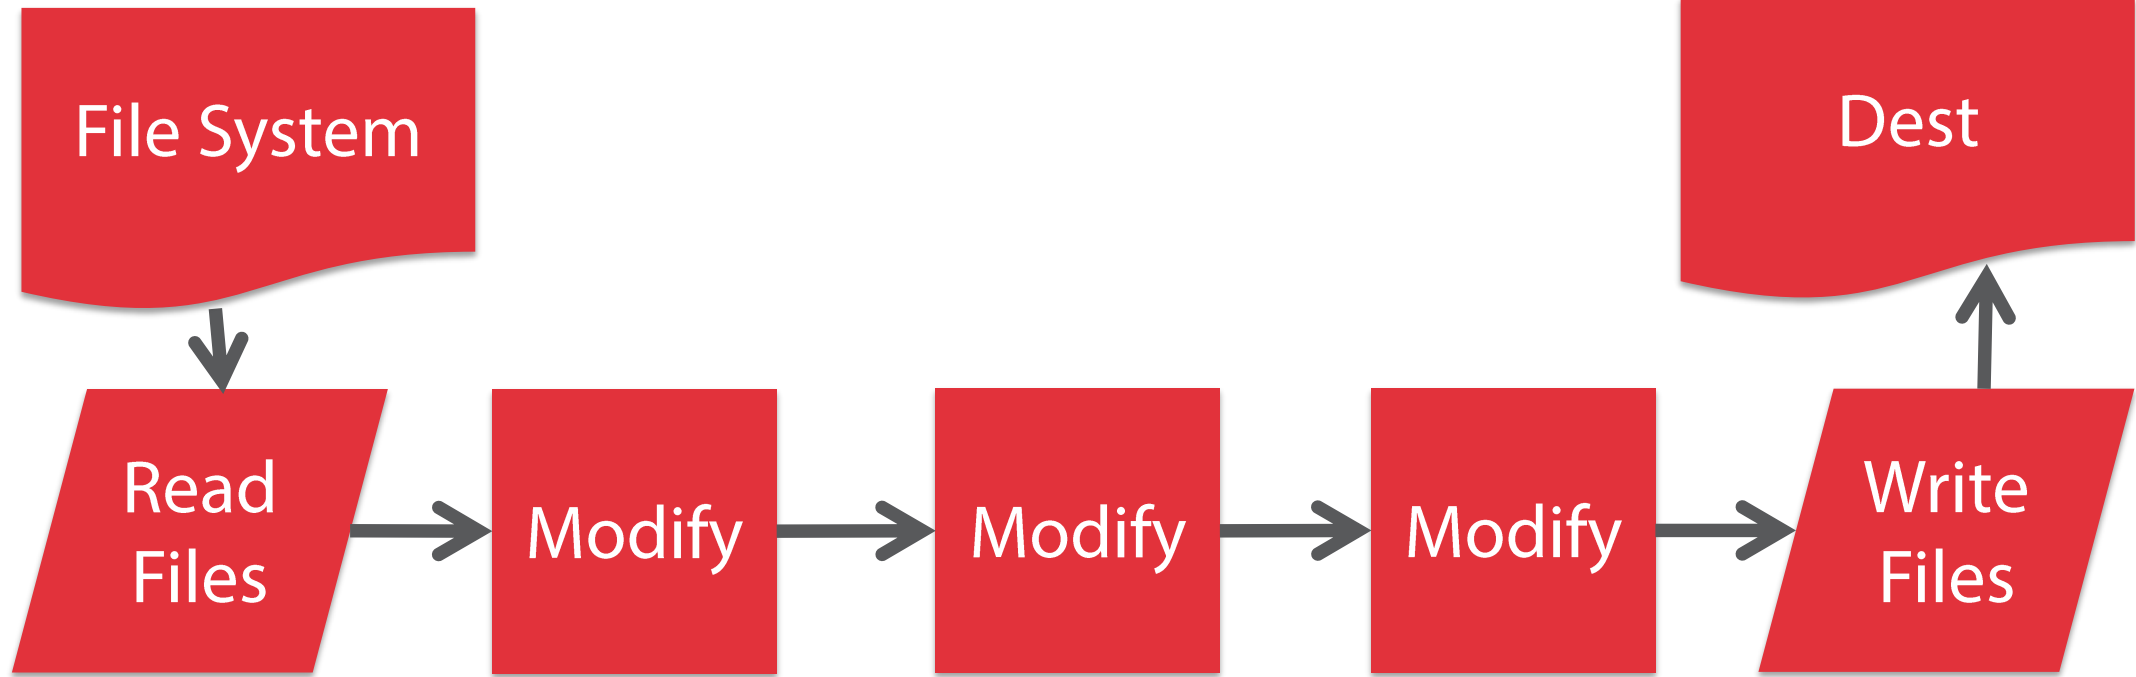 File System
Dest
Read
Files
Modify
Modify
Modify
Write
Files